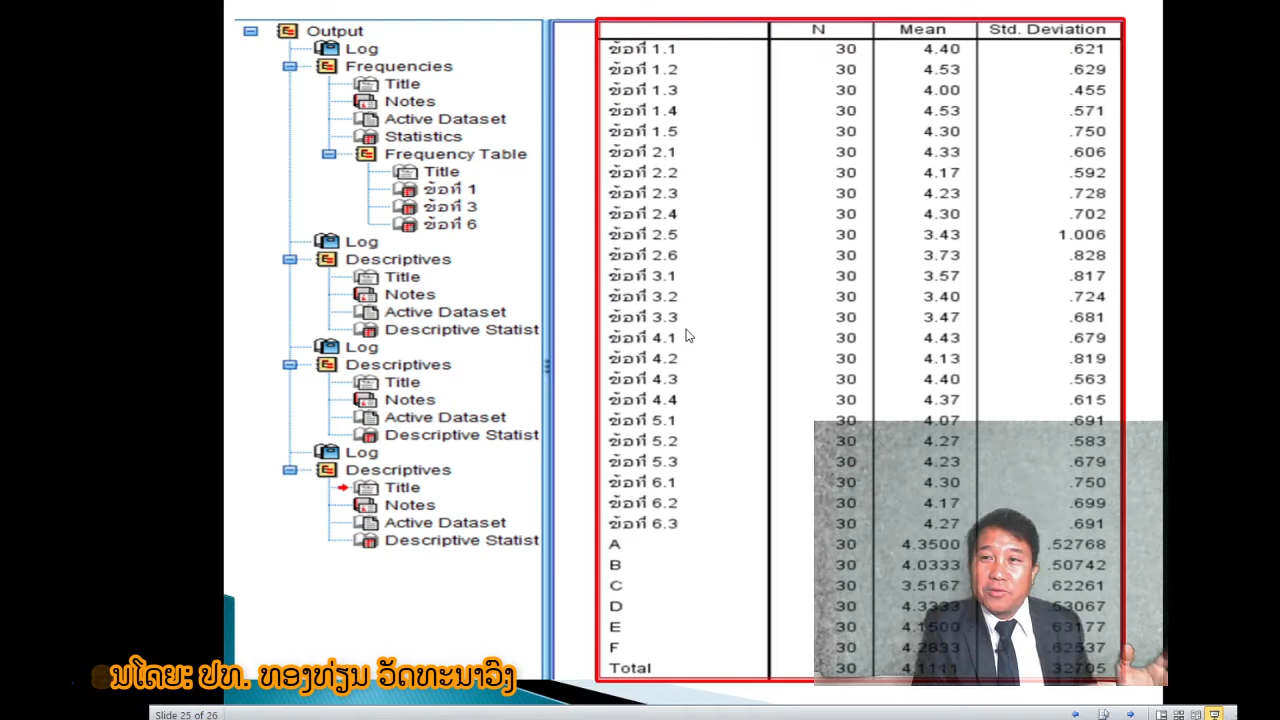 Output
Log
Frequencies
Title
Notes
Active Dataset
Statistics
Frequency Table
Title
ข้อที่ 1
ข้อที่ 3
ข้อที่ 6
Log
Descriptives
Title
Notes
Active Dataset
Descriptive Statist
Log
Descriptives
Title
Notes
Active Dataset
Descriptive Statist
Log
Descriptives
Title
Notes
Active Dataset
Descriptive Statist
N Mean Std. Deviation
ข้อที่ 1.1 30 4.40 .621
ข้อที่ 1.2 30 4.53 .629
ข้อที่ 1.3 30 4.00 .455
ข้อที่ 1.4 30 4.53 .571
ข้อที่ 1.5 30 4.30 .750
ข้อที่ 2.1 30 4.33 .606
ข้อที่ 2.2 30 4.17 .592
ข้อที่ 2.3 30 4.23 .728
ข้อที่ 2.4 30 4.30 .702
ข้อที่ 2.5 30 3.43 1.006
ข้อที่ 2.6 30 3.73 .828
ข้อที่ 3.1 30 3.57 .817
ข้อที่ 3.2 30 3.40 .724
ข้อที่ 3.3 30 3.47 .681
ข้อที่ 4.1 30 4.43 .679
ข้อที่ 4.2 30 4.13 .819
ข้อที่ 4.3 30 4.40 .563
ข้อที่ 4.4 30 4.37 .615
ข้อที่ 5.1 30 4.07 .691
ข้อที่ 5.2 30 4.27 .583
ข้อที่ 5.3 30 4.23 .679
ข้อที่ 6.1 30 4.30 .750
ข้อที่ 6.2 30 4.17 .699
ข้อที่ 6.3 30 4.27 .691
A 30 4.3500 .52768
B 30 4.0333 .50742
C 30 3.5167 .62261
D 30 4.3333 .53067
E 30 4.1500 .63177
F 30 4.2833 .62537
Total 30 4.1111 .32705
ນໂດຍ: ປທ. ທອງທ່ຽນ ວັດທະນາວົງ
Slide 25 of 26